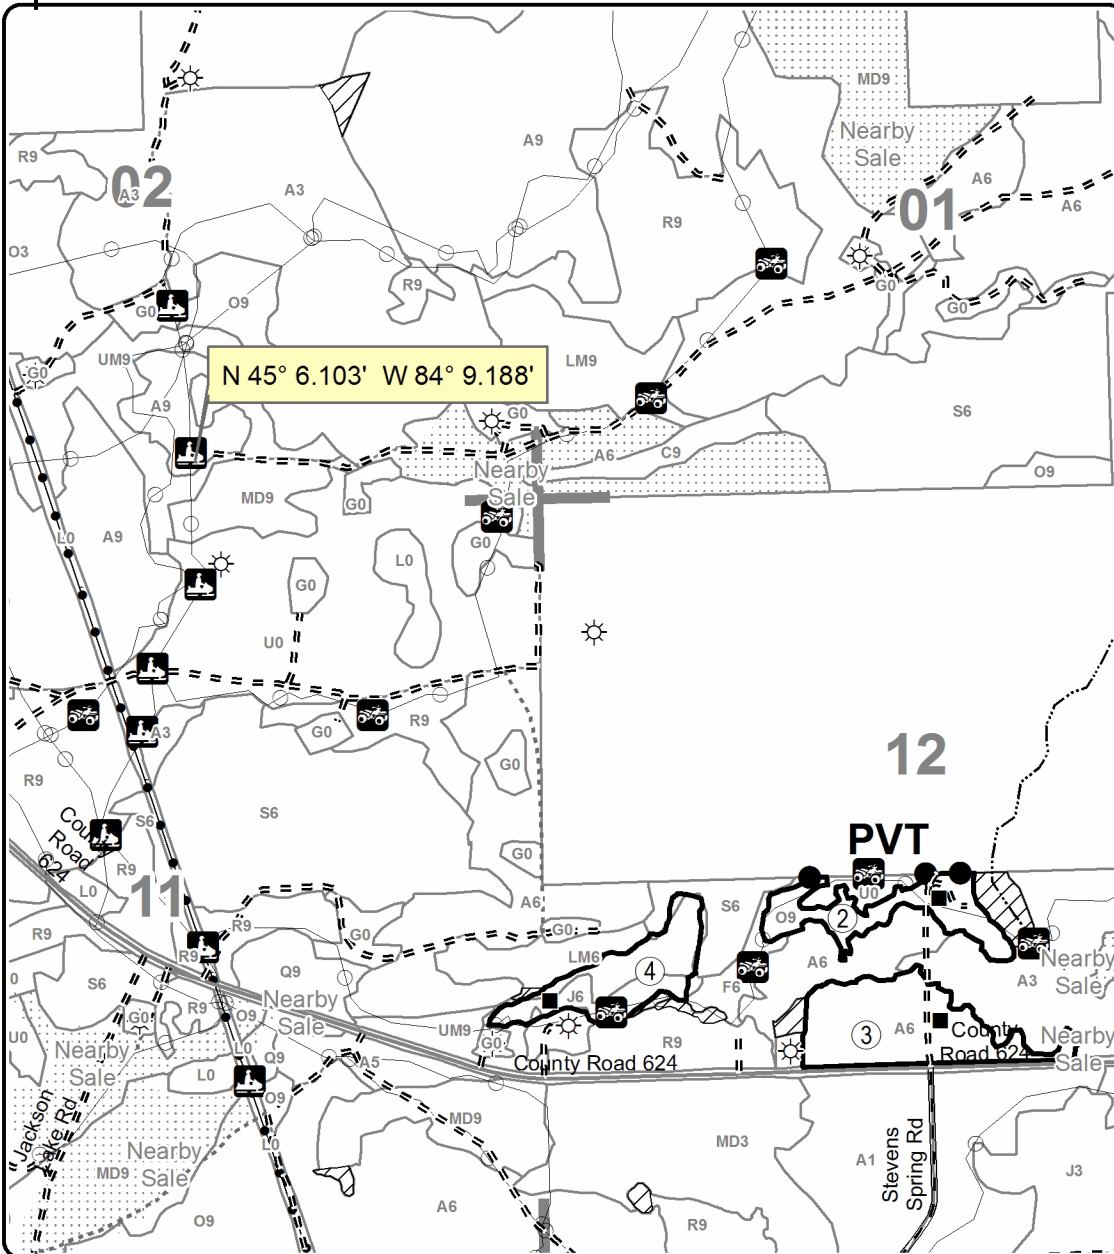 MD9
Nearby
Sale
A9
R9
02
A3
A3
A6
01
A6
R9
O3
R9
G0
G0
G0
O9
UM9
LM9
G0
N 45° 6.103'  W 84° 9.188'
A9
G0
S6
A6
C9
Nearby
Sale
O9
MD9
G0
L0
A9
G0
L0
G0
U0
R9
G0
A3
G0
12
R9
S6
S6
County
Road
624
PVT
G0
R9
L0
11
U0
A6
S6
O9
2
R9
G0
G0
R9
LM6
A6
Nearby
Sale
Q9
4
F6
A3
S6
J6
Nearby
Sale
R9
O9
G0
UM9
3
A6
County
Road 624
Nearby
Sale
U0
Nearby
Sale
L0
Q9
A5
G0
R9
County Road 624
L0
O9
Jackson
Lake Rd
MD9
MD3
L0
Nearby
Sale
MD9
A1
Stevens
Spring Rd
J3
O9
A6
R9